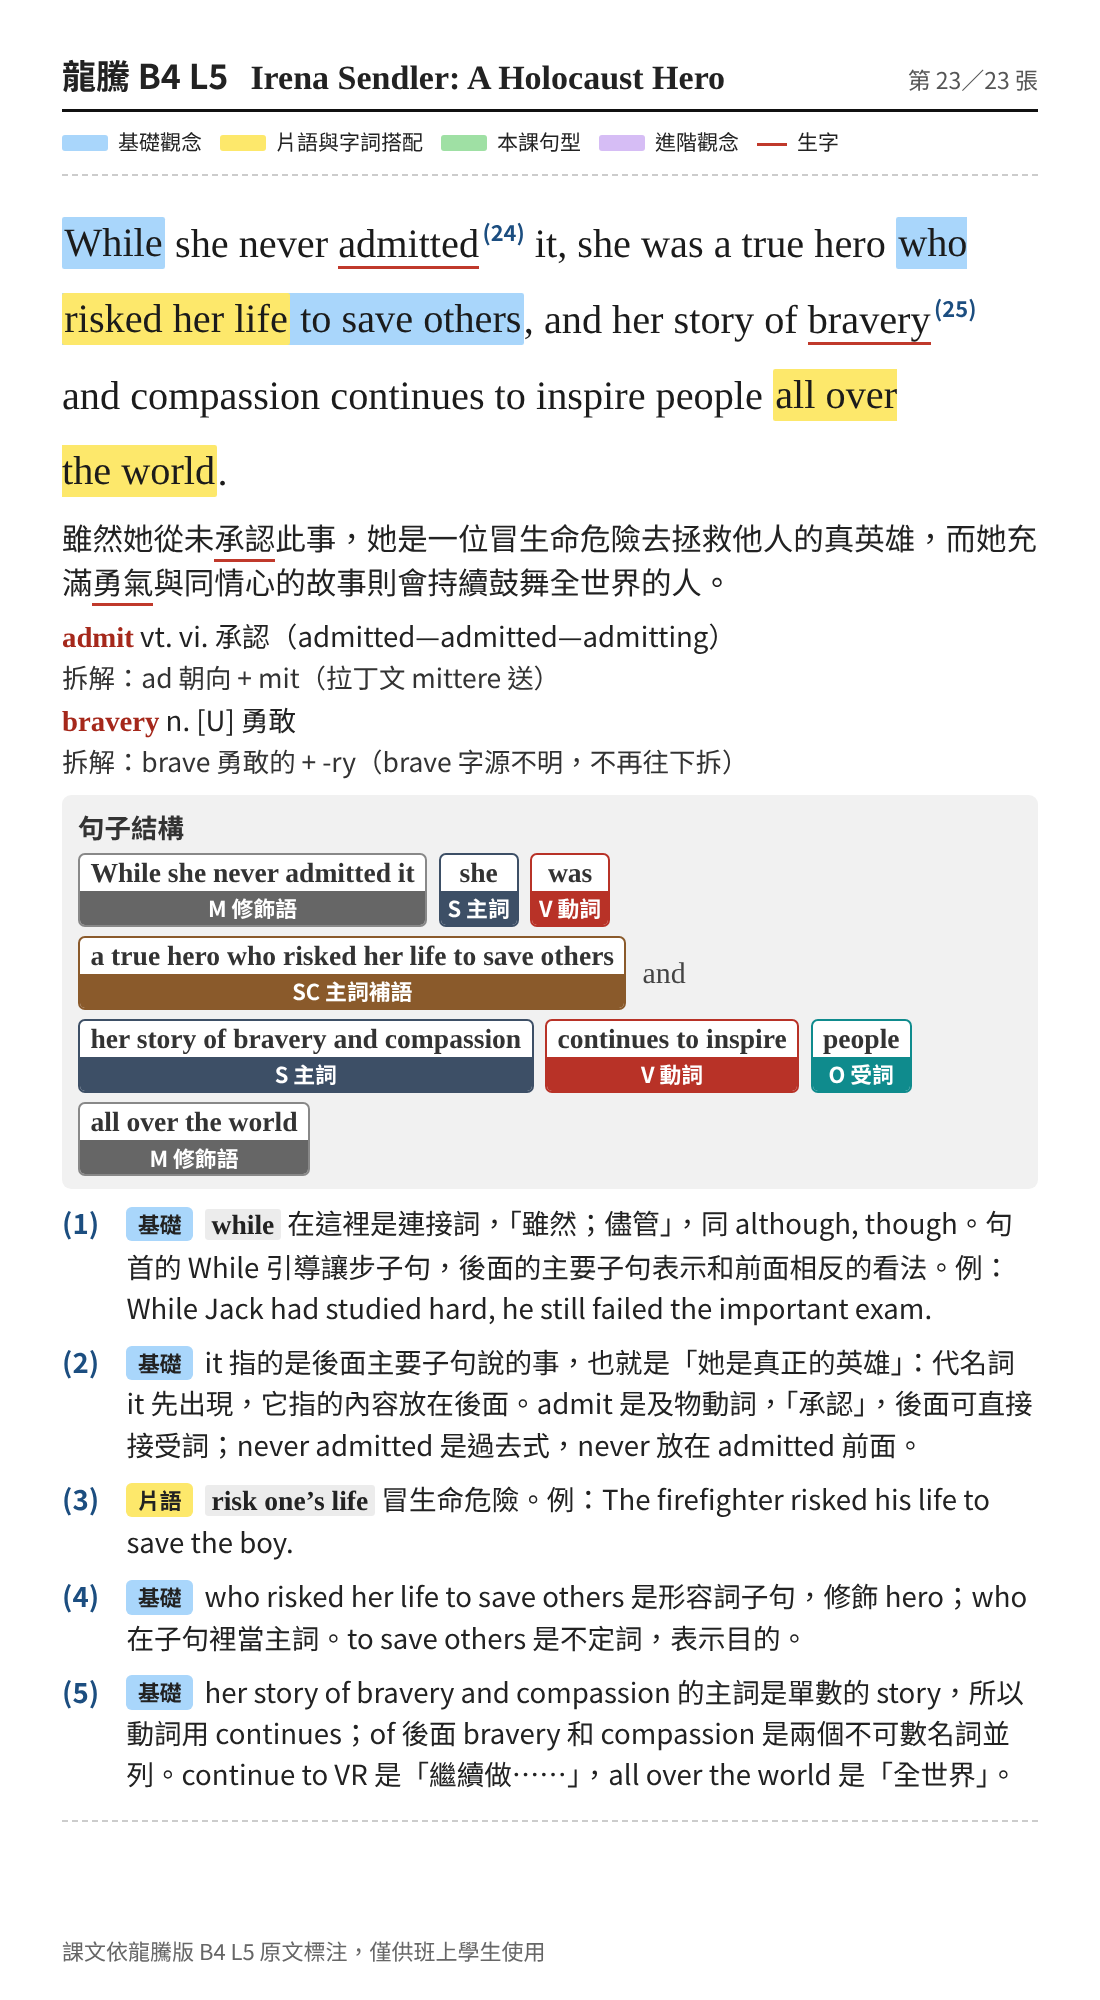 龍騰 B4 L5 Irena Sendler: A Holocaust Hero 第 23／23 張
基礎觀念 片語與字詞搭配 本課句型 進階觀念 生字
While she never admitted(24) it, she was a true hero who
risked her life to save others, and her story of bravery(25)
and compassion continues to inspire people all over
the world.
雖然她從未承認此事，她是一位冒生命危險去拯救他人的真英雄，而她充
滿勇氣與同情心的故事則會持續鼓舞全世界的人。
admit vt. vi. 承認（admitted—admitted—admitting）
拆解：ad 朝向 + mit（拉丁文 mittere 送）
bravery n. [U] 勇敢
拆解：brave 勇敢的 + -ry（brave 字源不明，不再往下拆）
句子結構
While she never admitted it she was
M 修飾語 S 主詞 V 動詞
a true hero who risked her life to save others and
SC 主詞補語
her story of bravery and compassion continues to inspire people
S 主詞 V 動詞 O 受詞
all over the world
M 修飾語
(1) 基礎 while 在這裡是連接詞，「雖然；儘管」，同 although, though。句
首的 While 引導讓步子句，後面的主要子句表示和前面相反的看法。例：
While Jack had studied hard, he still failed the important exam.
(2) 基礎 it 指的是後面主要子句說的事，也就是「她是真正的英雄」：代名詞
it 先出現，它指的內容放在後面。admit 是及物動詞，「承認」，後面可直接
接受詞；never admitted 是過去式，never 放在 admitted 前面。
(3) 片語 risk one’s life 冒生命危險。例：The firefighter risked his life to
save the boy.
(4) 基礎 who risked her life to save others 是形容詞子句，修飾 hero；who
在子句裡當主詞。to save others 是不定詞，表示目的。
(5) 基礎 her story of bravery and compassion 的主詞是單數的 story，所以
動詞用 continues；of 後面 bravery 和 compassion 是兩個不可數名詞並
列。continue to VR 是「繼續做……」，all over the world 是「全世界」。
課文依龍騰版 B4 L5 原文標注，僅供班上學生使用